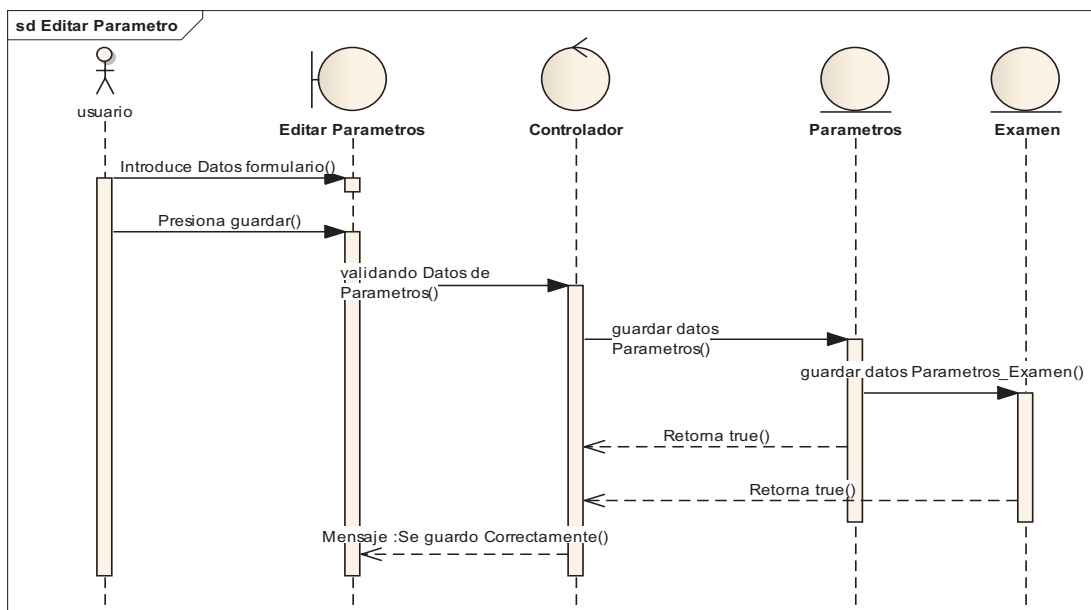 sd Editar Parametro
usuario
Editar Parametros
Controlador
Parametros
Examen
Introduce Datos formulario()
Presiona guardar()
validando Datos de
Parametros()
guardar datos
Parametros()
guardar datos Parametros_Examen()
Retorna true()
Retorna true()
Mensaje :Se guardo Correctamente()